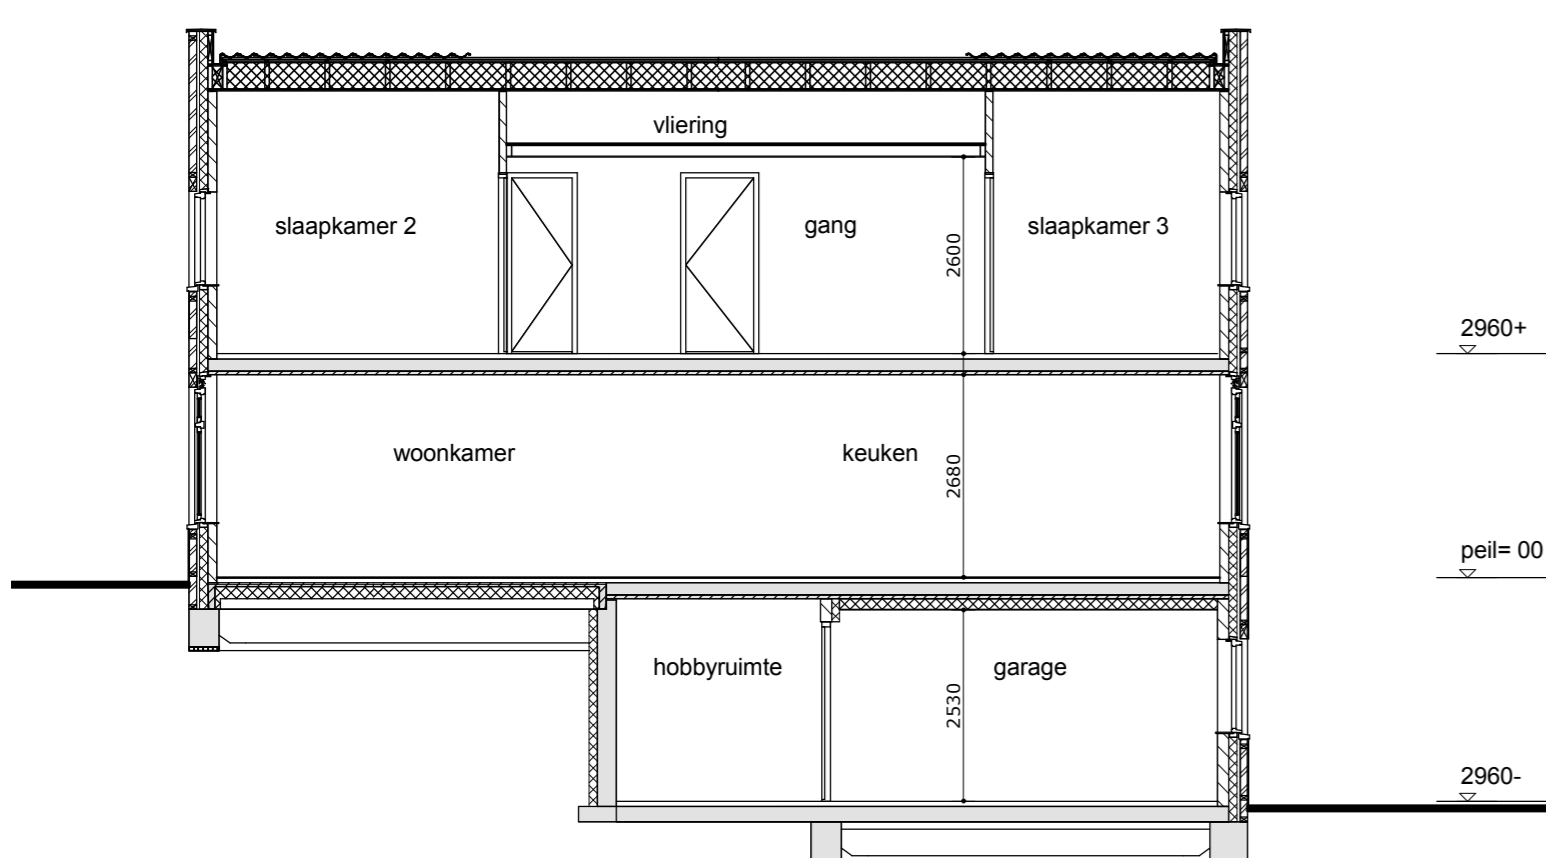 vliering
slaapkamer 2
gang
slaapkamer 3
2600
2960+
woonkamer
keuken
2680
peil= 00
hobbyruimte
garage
2530
2960-